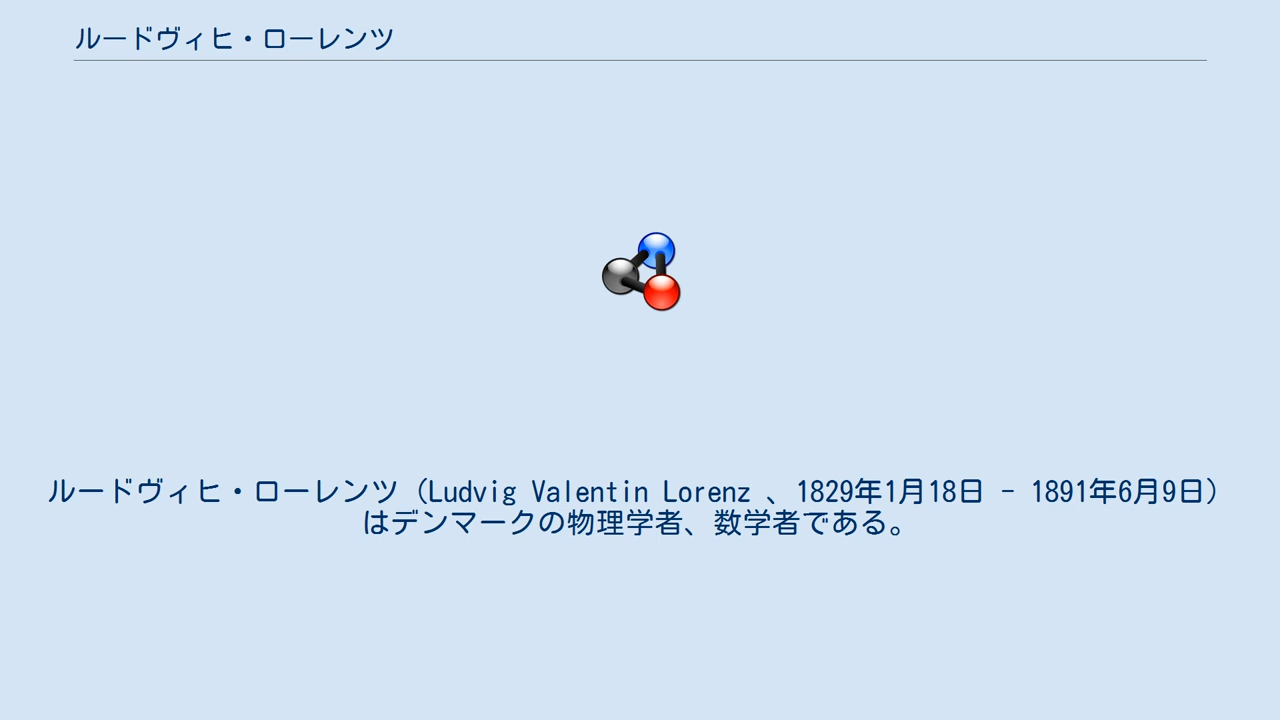 ルードヴィヒ・ローレンツ
ルードヴィヒ・ローレンツ（Ludvig Valentin Lorenz 、1829年1月18日 － 1891年6月9日）
はデンマークの物理学者、数学者である。